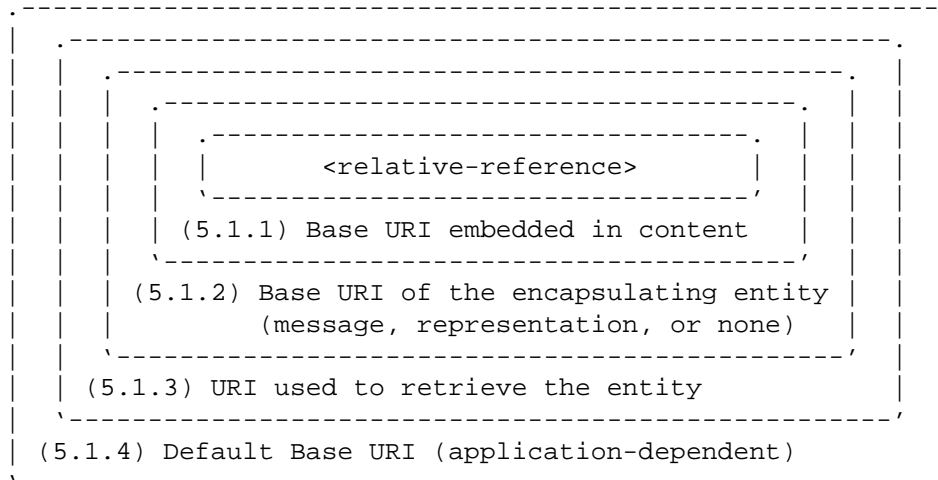 <relative-reference>
(5.1.1) Base URI embedded in content
(5.1.2) Base URI of the encapsulating entity
(message, representation, or none)
(5.1.3) URI used to retrieve the entity
(5.1.4) Default Base URI (application-dependent)